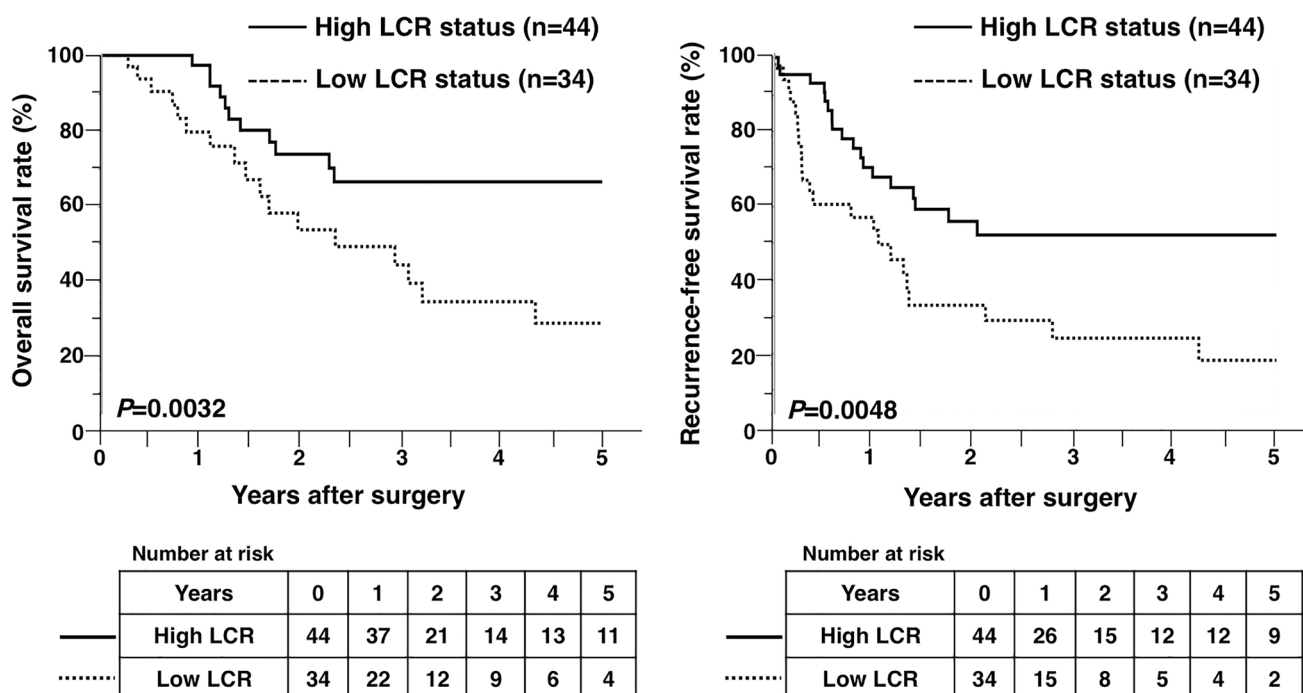 High LCR status (n=44)
Low LCR status (n=34)
Overall survival rate (%)
100
80
60
40
20
0
P=0.0032
0 1 2 3 4 5
Years after surgery
Number at risk
Years 0 1 2 3 4 5
High LCR 44 37 21 14 13 11
Low LCR 34 22 12 9 6 4
High LCR status (n=44)
Low LCR status (n=34)
Recurrence-free survival rate (%)
100
80
60
40
20
0
P=0.0048
0 1 2 3 4 5
Years after surgery
Number at risk
Years 0 1 2 3 4 5
High LCR 44 26 15 12 12 9
Low LCR 34 15 8 5 4 2